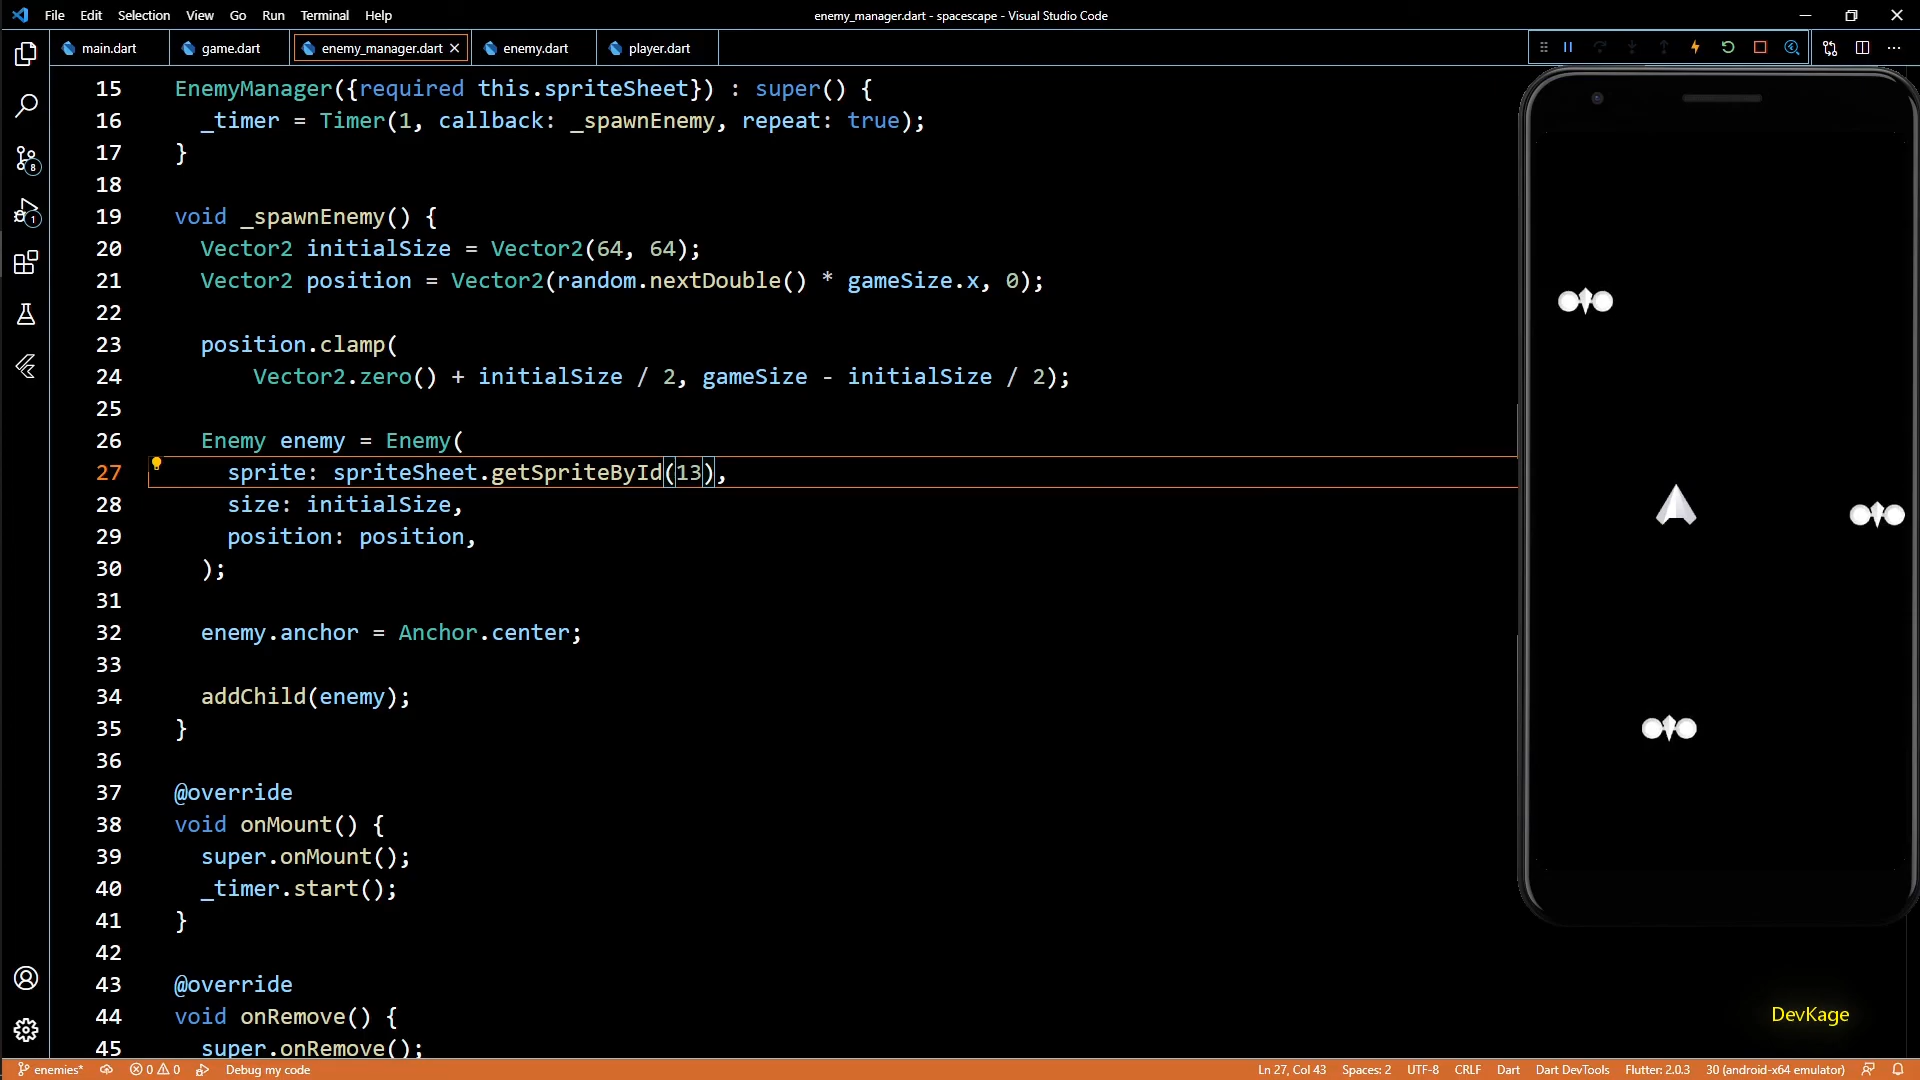 File Edit Selection View Go Run Terminal Help
enemy_manager.dart - spacescape - Visual Studio Code
main.dart game.dart enemy_manager.dart enemy.dart player.dart
15 EnemyManager({required this.spriteSheet}) : super() {
16 _timer = Timer(1, callback: _spawnEnemy, repeat: true);
17 }
18
19 void _spawnEnemy() {
20 Vector2 initialSize = Vector2(64, 64);
21 Vector2 position = Vector2(random.nextDouble() * gameSize.x, 0);
22
23 position.clamp(
24 Vector2.zero() + initialSize / 2, gameSize - initialSize / 2);
25
26 Enemy enemy = Enemy(
27 sprite: spriteSheet.getSpriteById(13),
28 size: initialSize,
29 position: position,
30 );
31
32 enemy.anchor = Anchor.center;
33
34 addChild(enemy);
35 }
36
37 @override
38 void onMount() {
39 super.onMount();
40 _timer.start();
41 }
42
43 @override
44 void onRemove() {
45 super.onRemove();
8
1
DevKage
enemies* 0 0 Debug my code Ln 27, Col 43 Spaces: 2 UTF-8 CRLF Dart Dart DevTools Flutter: 2.0.3 30 (android-x64 emulator)